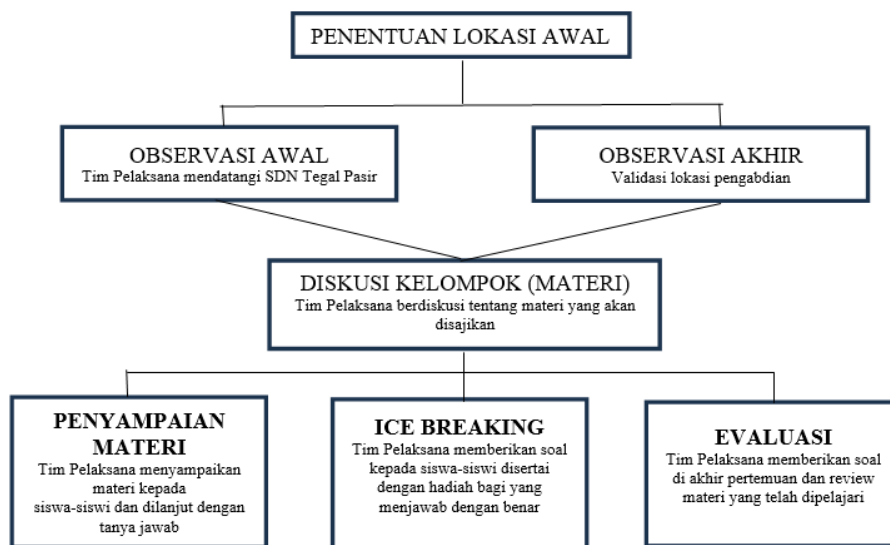 PENENTUAN LOKASI AWAL
OBSERVASI AWAL
Tim Pelaksana mendatangi SDN Tegal Pasir
OBSERVASI AKHIR
Validasi lokasi pengabdian
DISKUSI KELOMPOK (MATERI)
Tim Pelaksana berdiskusi tentang materi yang akan
disajikan
PENYAMPAIAN
MATERI
Tim Pelaksana menyampaikan
materi kepada
siswa-siswi dan dilanjut dengan
tanya jawab
ICE BREAKING
Tim Pelaksana memberikan soal
kepada siswa-siswi disertai
dengan hadiah bagi yang
menjawab dengan benar
EVALUASI
Tim Pelaksana memberikan soal
di akhir pertemuan dan review
materi yang telah dipelajari